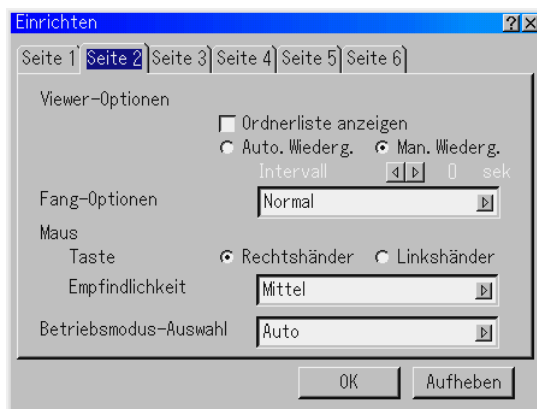 Einrichten
Seite 1 Seite 2 Seite 3 Seite 4 Seite 5 Seite 6
Viewer-Optionen
Ordnerliste anzeigen
Auto. Wiederg. Man. Wiederg.
Intervall 0 sek
Fang-Optionen Normal
Maus
Taste Rechtshänder Linkshänder
Empfindlichkeit Mittel
Betriebsmodus-Auswahl Auto
OK Aufheben